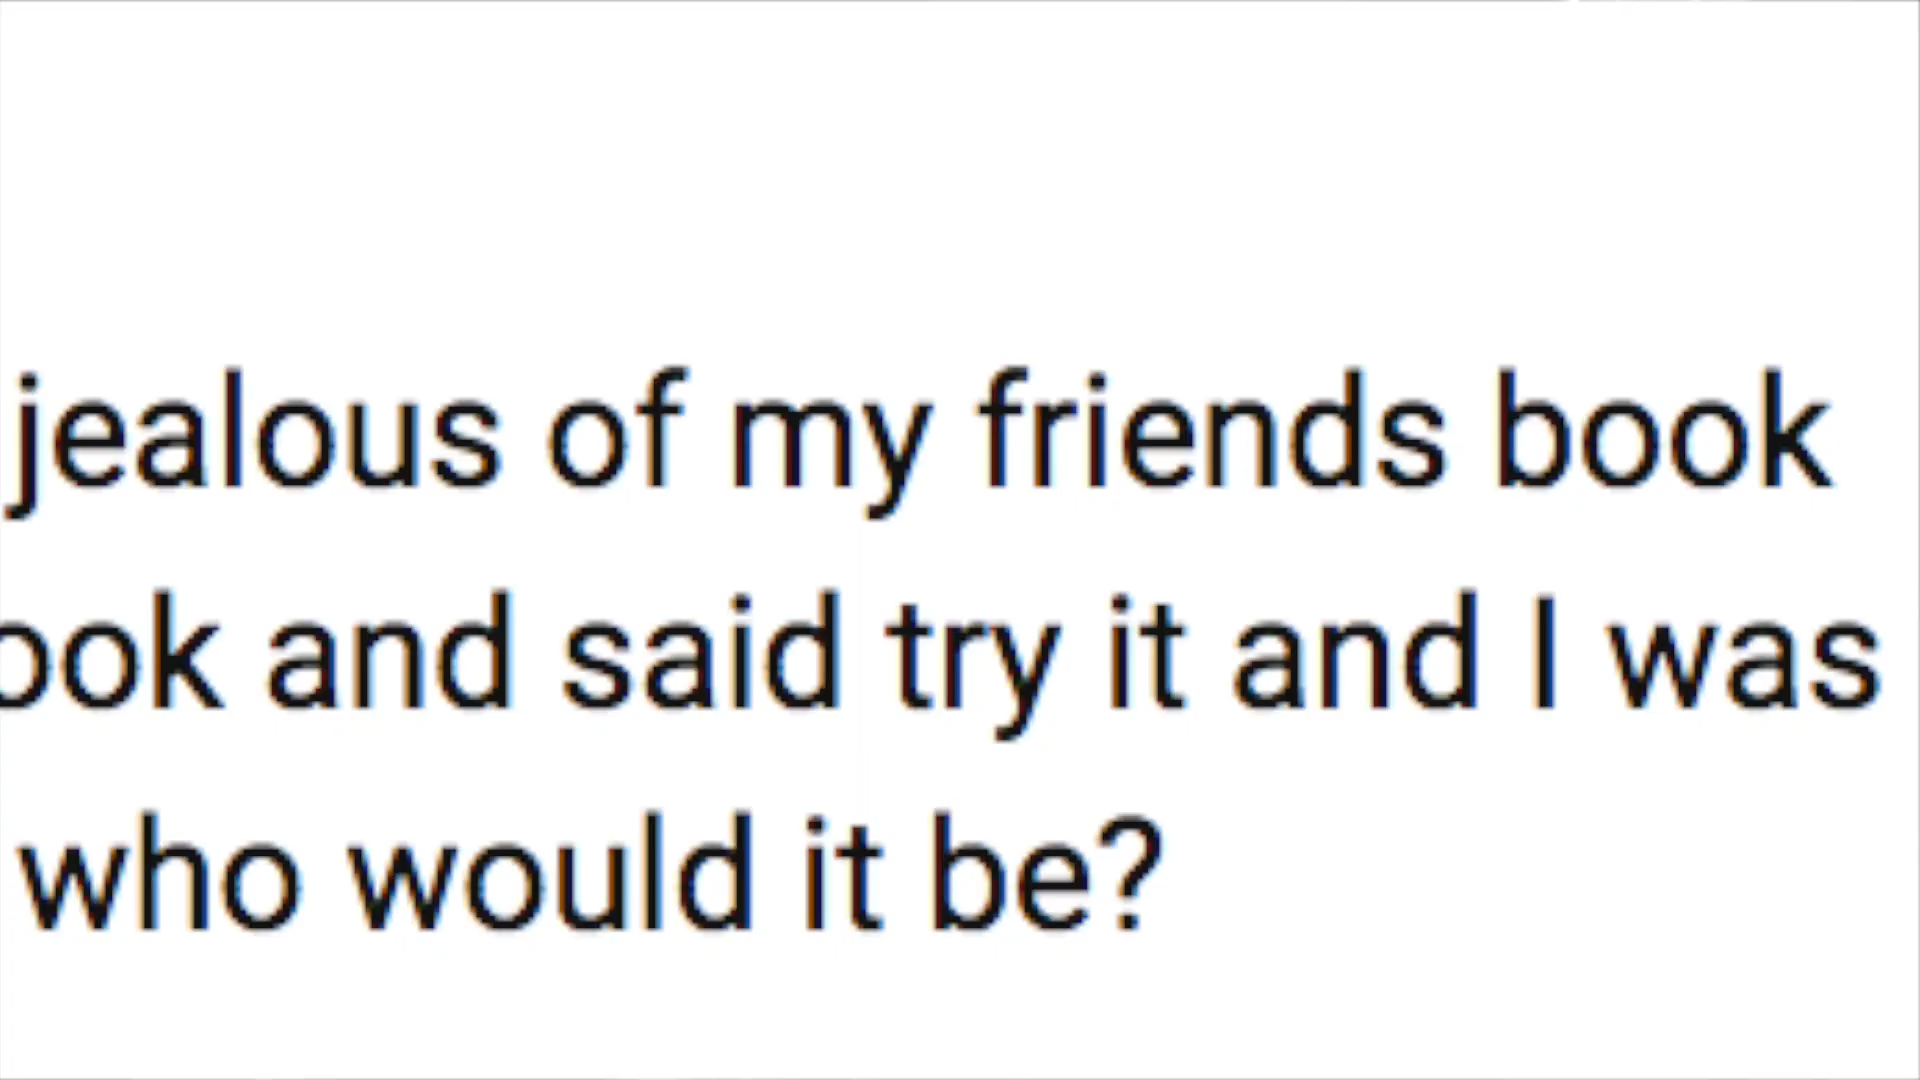 jealous of my friends book
ook and said try it and I was
who would it be?